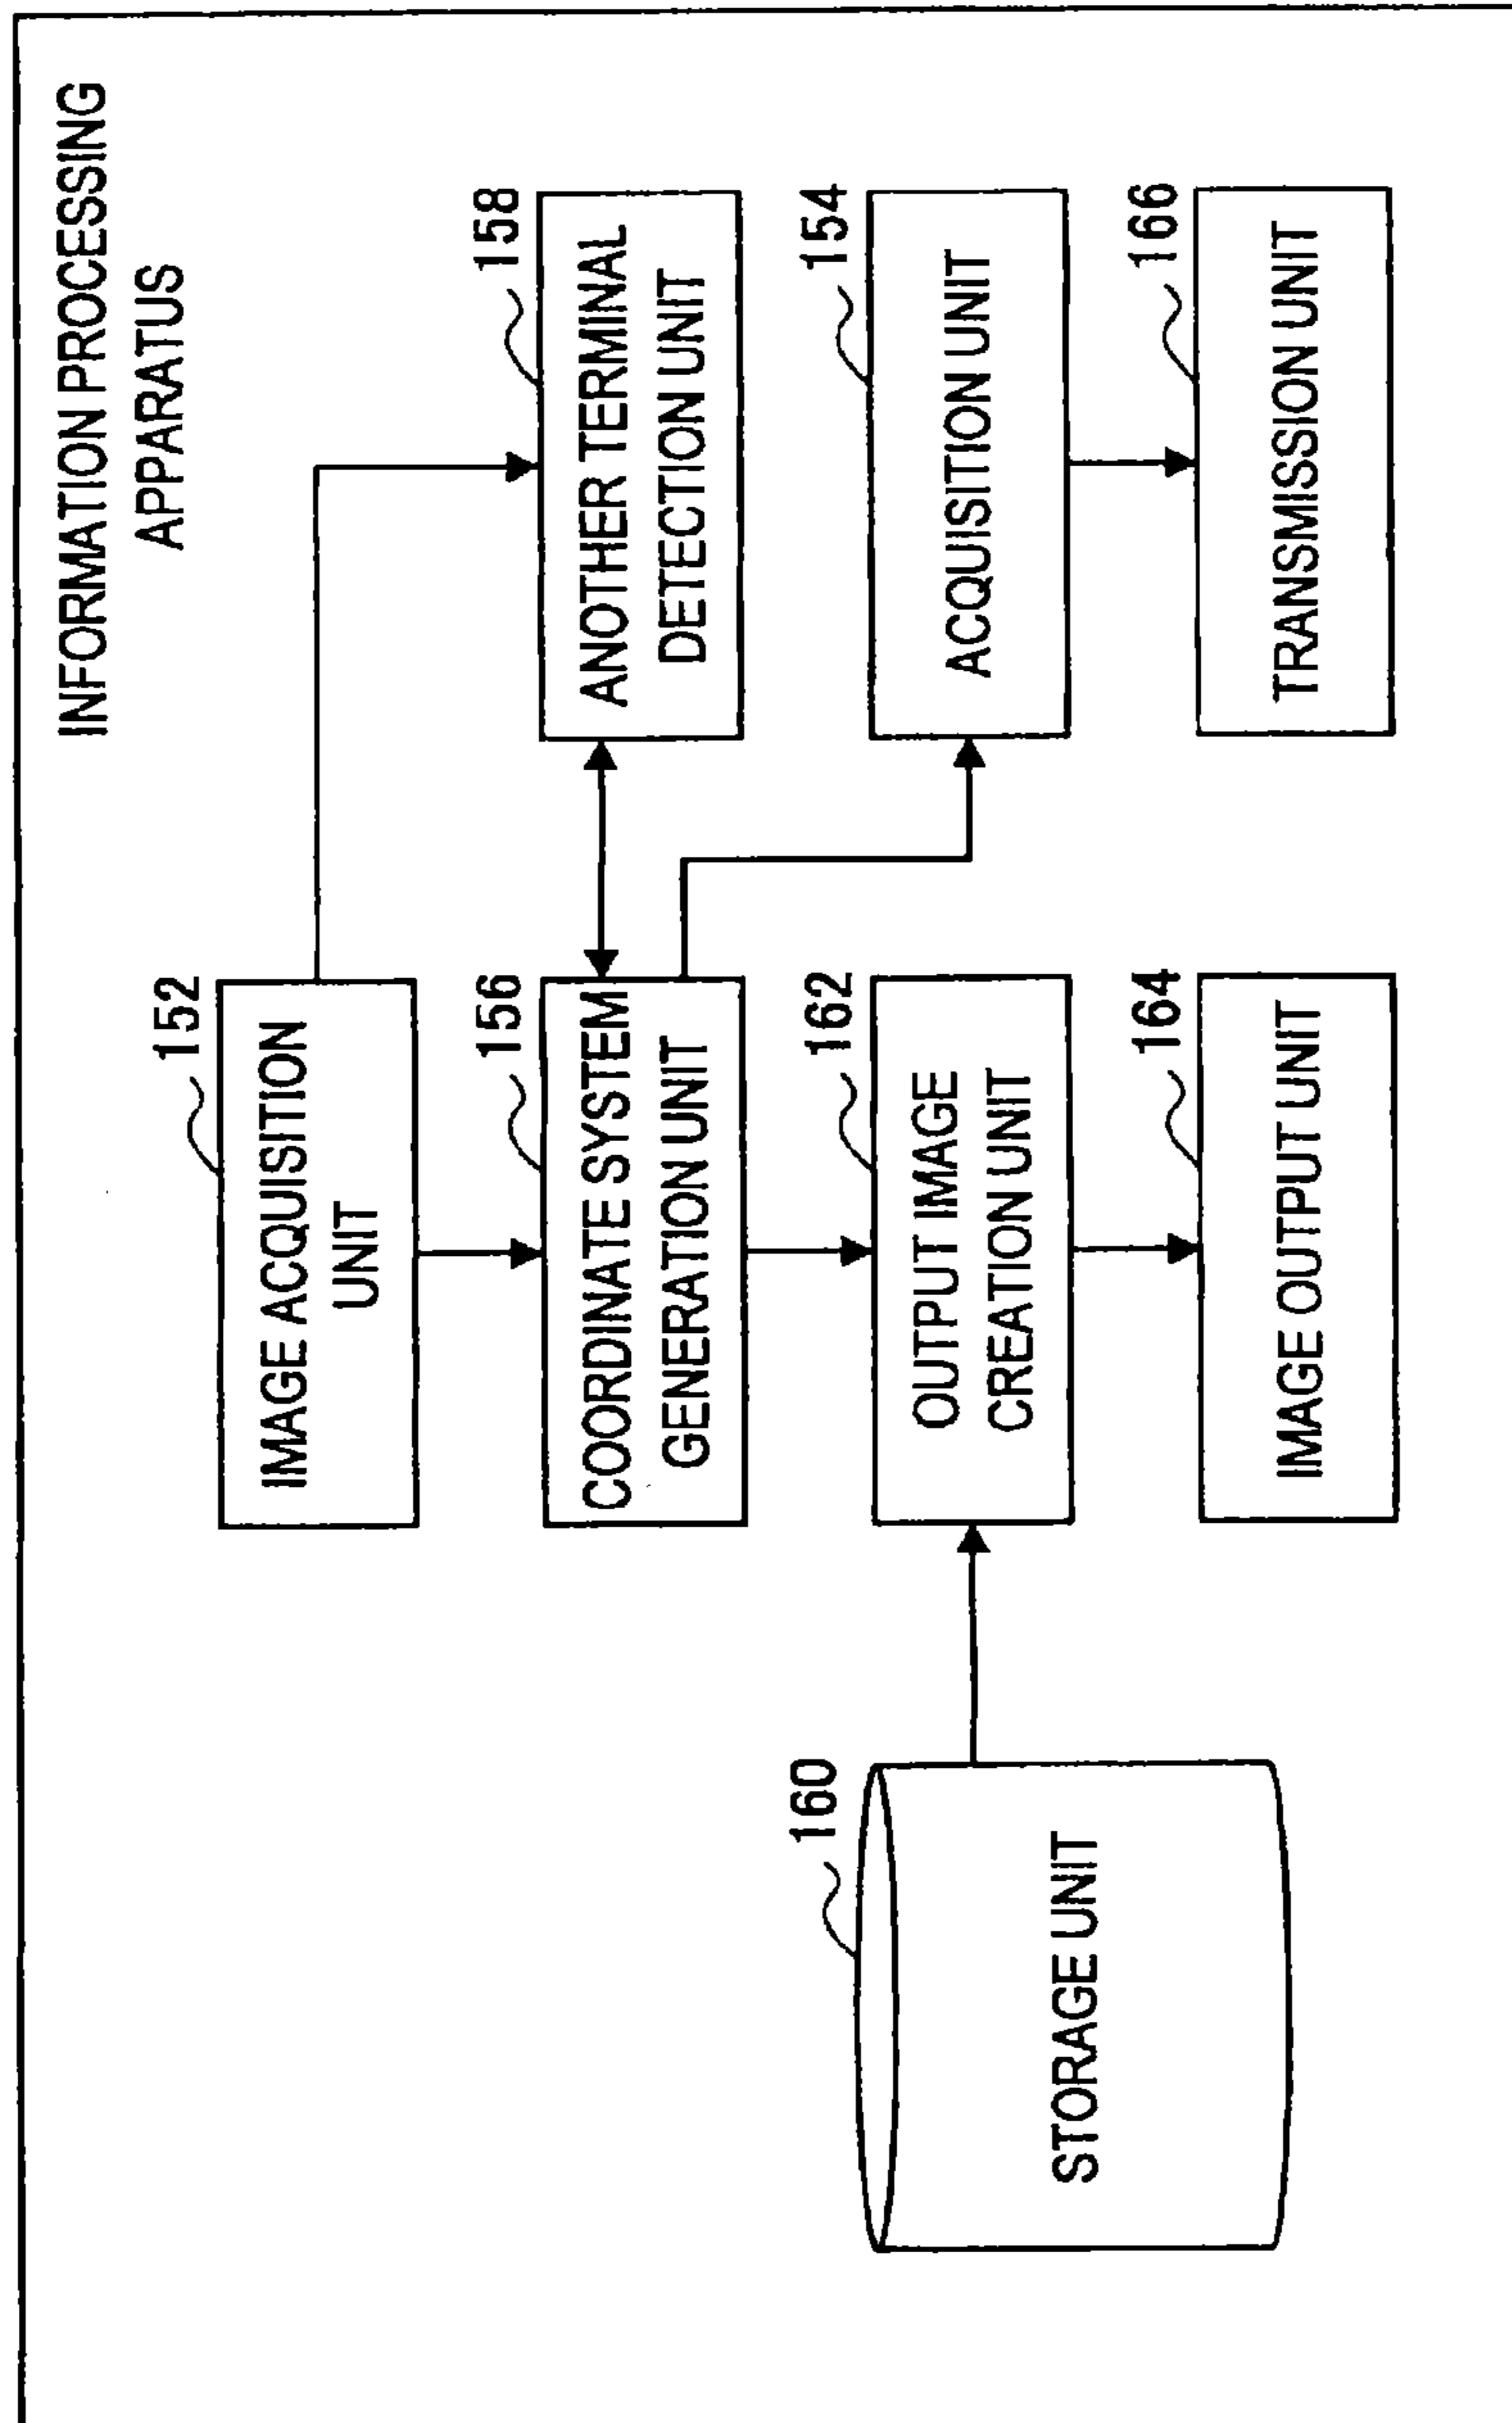 INFORMATION PROCESSING
APPARATUS
152
IMAGE ACQUISITION
UNIT
156
COORDINATE SYSTEM
GENERATION UNIT
158
ANOTHER TERMINAL
DETECTION UNIT
160
STORAGE UNIT
162
OUTPUT IMAGE
CREATION UNIT
154
ACQUISITION UNIT
164
IMAGE OUTPUT UNIT
166
TRANSMISSION UNIT